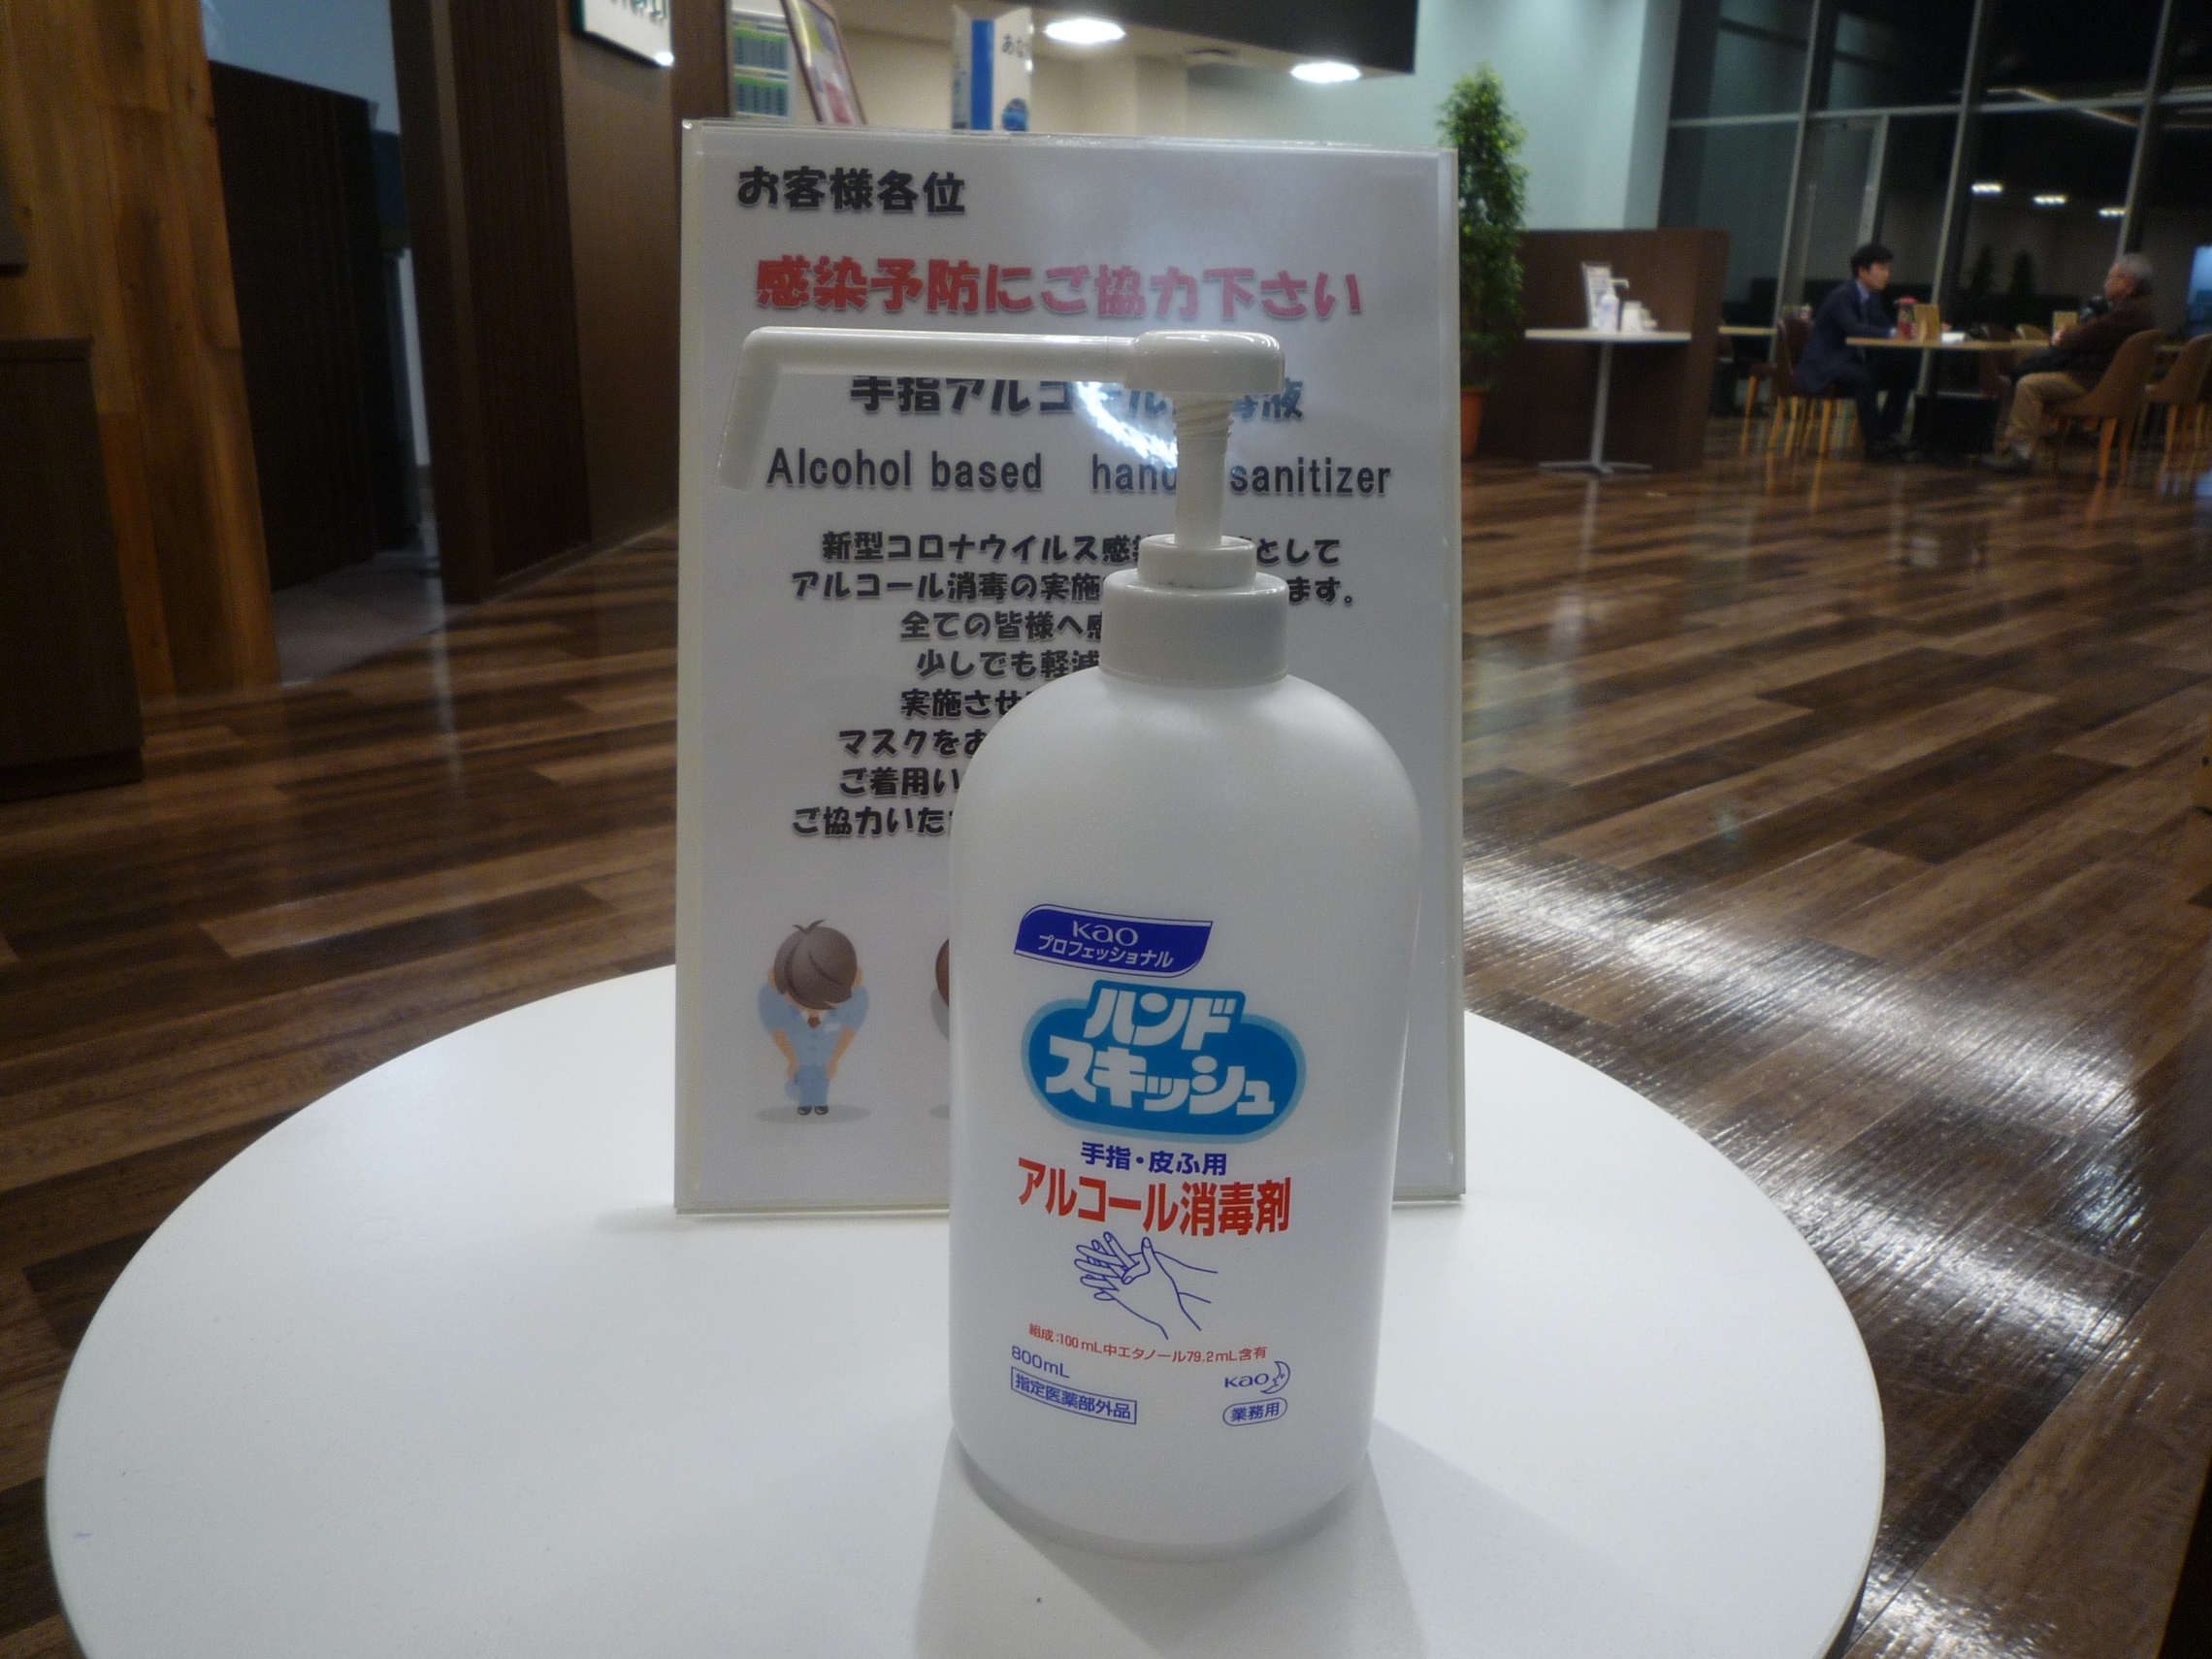 お客様各位
感染予防にご協力下さい
手指アルコール 毒液
Alcohol based hand sanitizer
新型コロナウイルス感 として
アルコール消毒の実施 ます。
全ての皆様へ感
少しでも軽減
実施させ
マスクをお
ご着用い
ご協力いた
Kao
プロフェッショナル
ハンド
スキッシュ
手指・皮ふ用
アルコール消毒剤
組成:100mL中エタノール79.2mL含有
800mL
Kao
指定医薬部外品
業務用